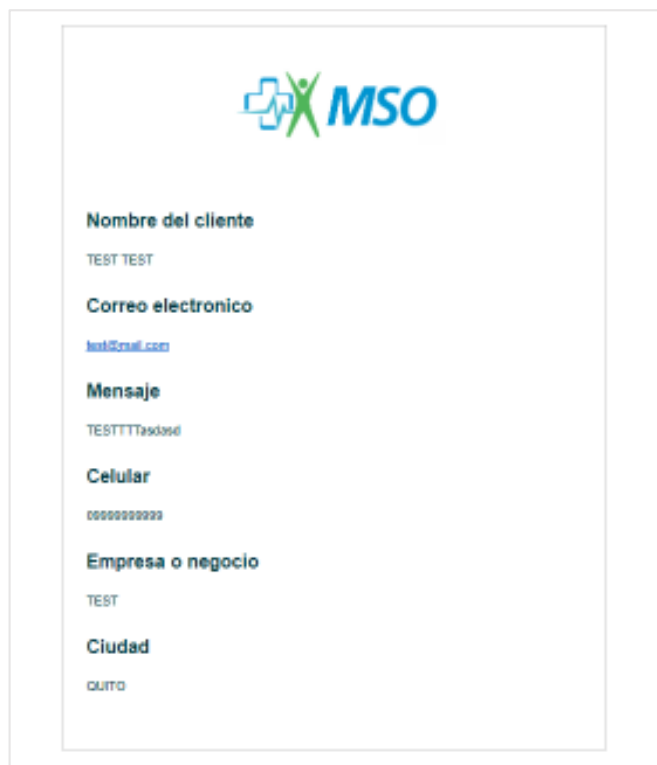 MSO
Nombre del cliente
TEST TEST
Correo electronico
test@mail.com
Mensaje
TESTTTTasdasd
Celular
09999999999
Empresa o negocio
TEST
Ciudad
QUITO